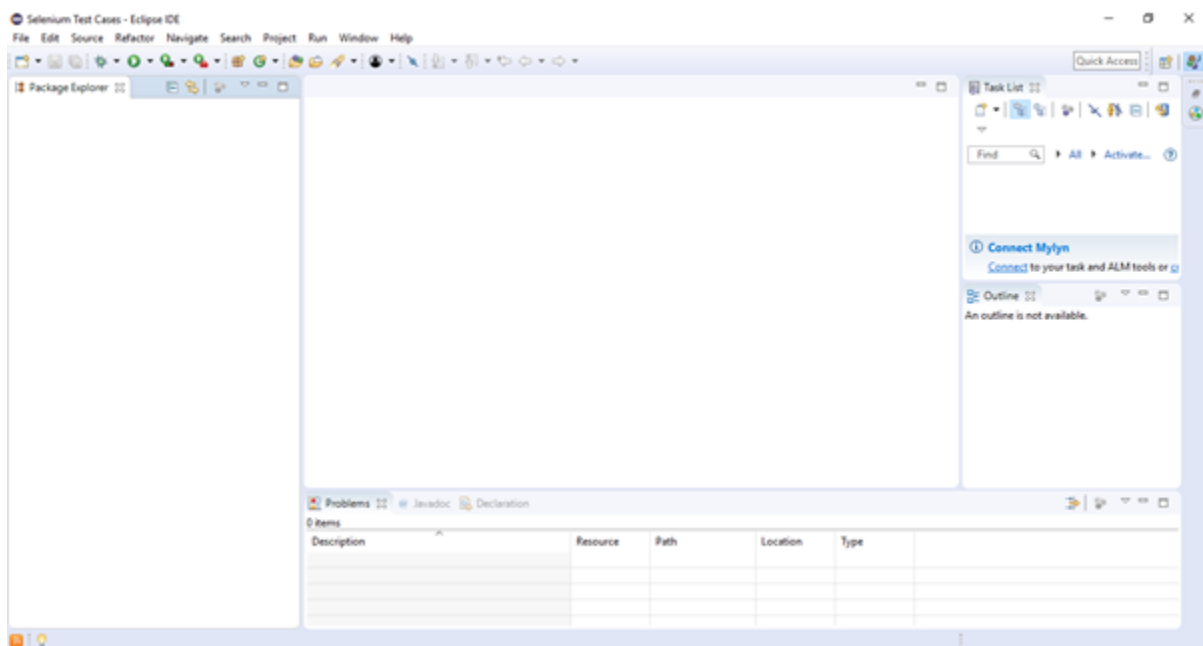 Selenium Test Cases - Eclipse IDE
File Edit Source Refactor Navigate Search Project Run Window Help
Quick Access
Package Explorer
Task List
Find All Activate...
Connect Mylyn
Connect to your task and ALM tools or
Outline
An outline is not available.
Problems Javadoc Declaration
0 items
Description Resource Path Location Type